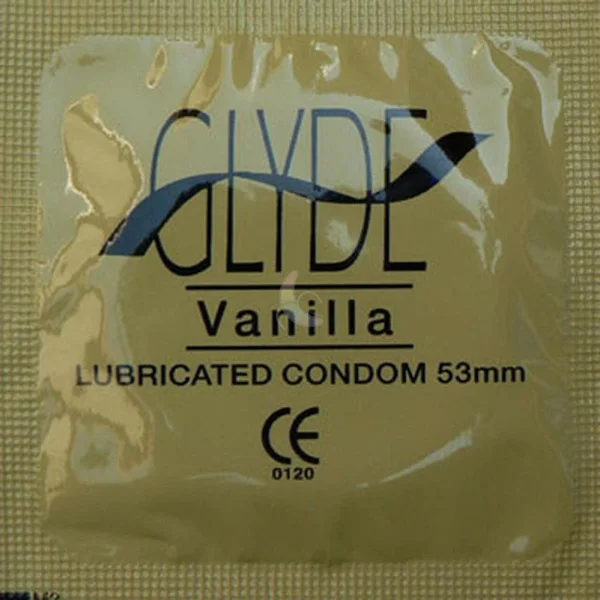 GLYDE
Vanilla
LUBRICATED CONDOM 53mm
CE
0120